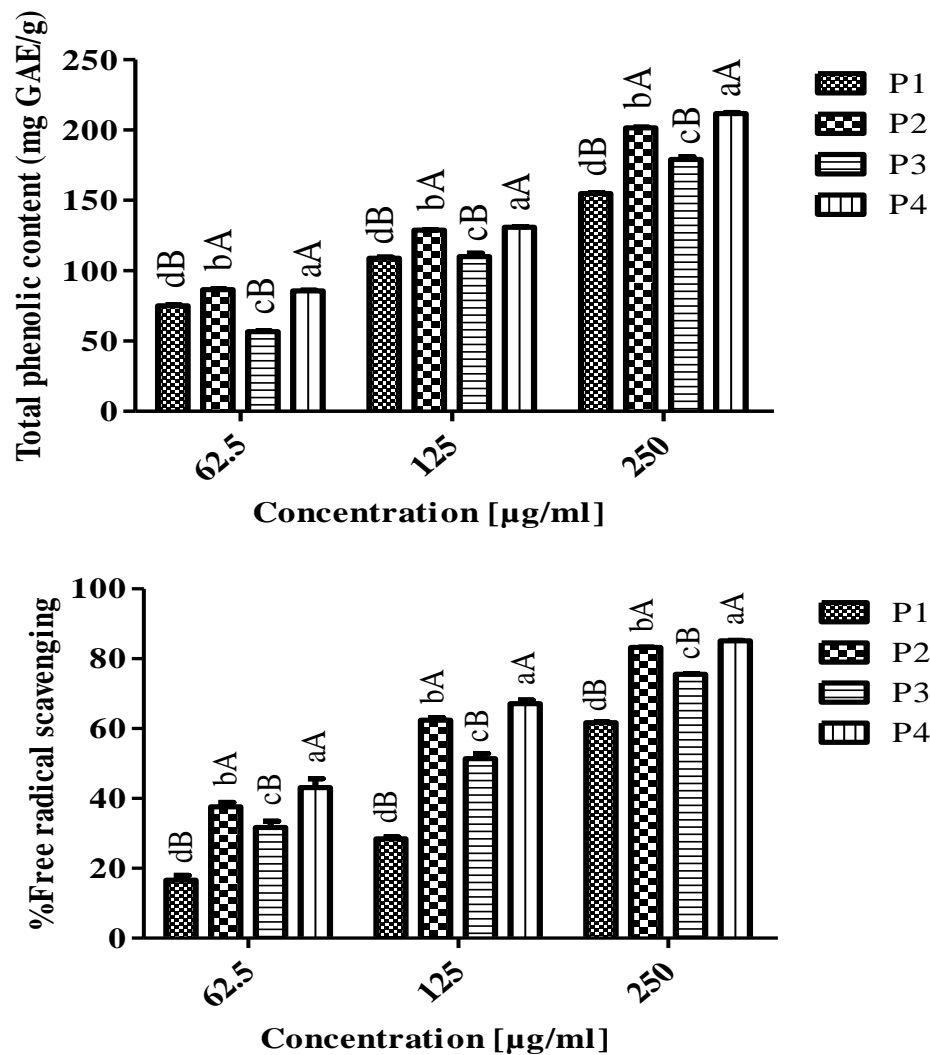 Total phenolic content (mg GAE/g)
250
200
150
100
50
0
dB
bA
cB
aA
dB
bA
cB
aA
dB
bA
cB
aA
62.5
125
250
Concentration [µg/ml]
P1
P2
P3
P4
%Free radical scavenging
100
80
60
40
20
0
dB
bA
cB
aA
dB
bA
cB
aA
dB
bA
cB
aA
62.5
125
250
Concentration [µg/ml]
P1
P2
P3
P4